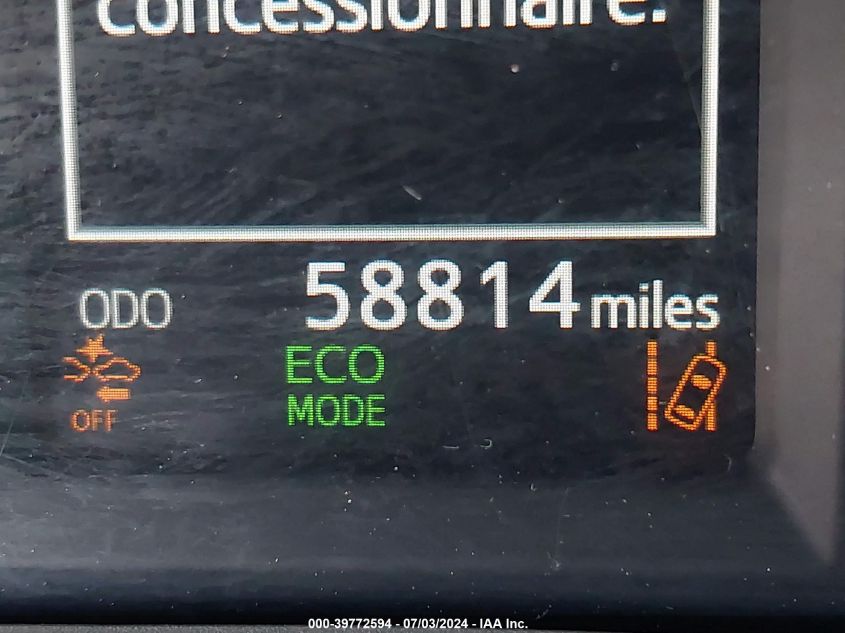 concessionnaire.
ODO 58814 miles
OFF
ECO
MODE
000-39772594 - 07/03/2024 - IAA Inc.